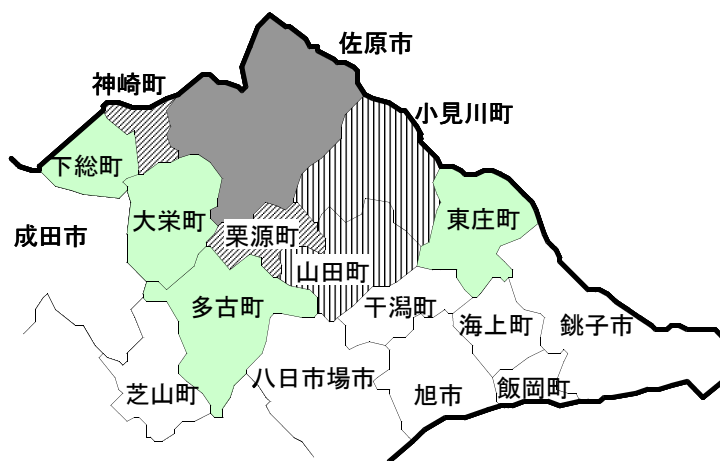 佐原市
神崎町
小見川町
下総町
大栄町
東庄町
成田市
栗源町
山田町
多古町
干潟町
海上町
銚子市
八日市場市
芝山町
旭市
飯岡町